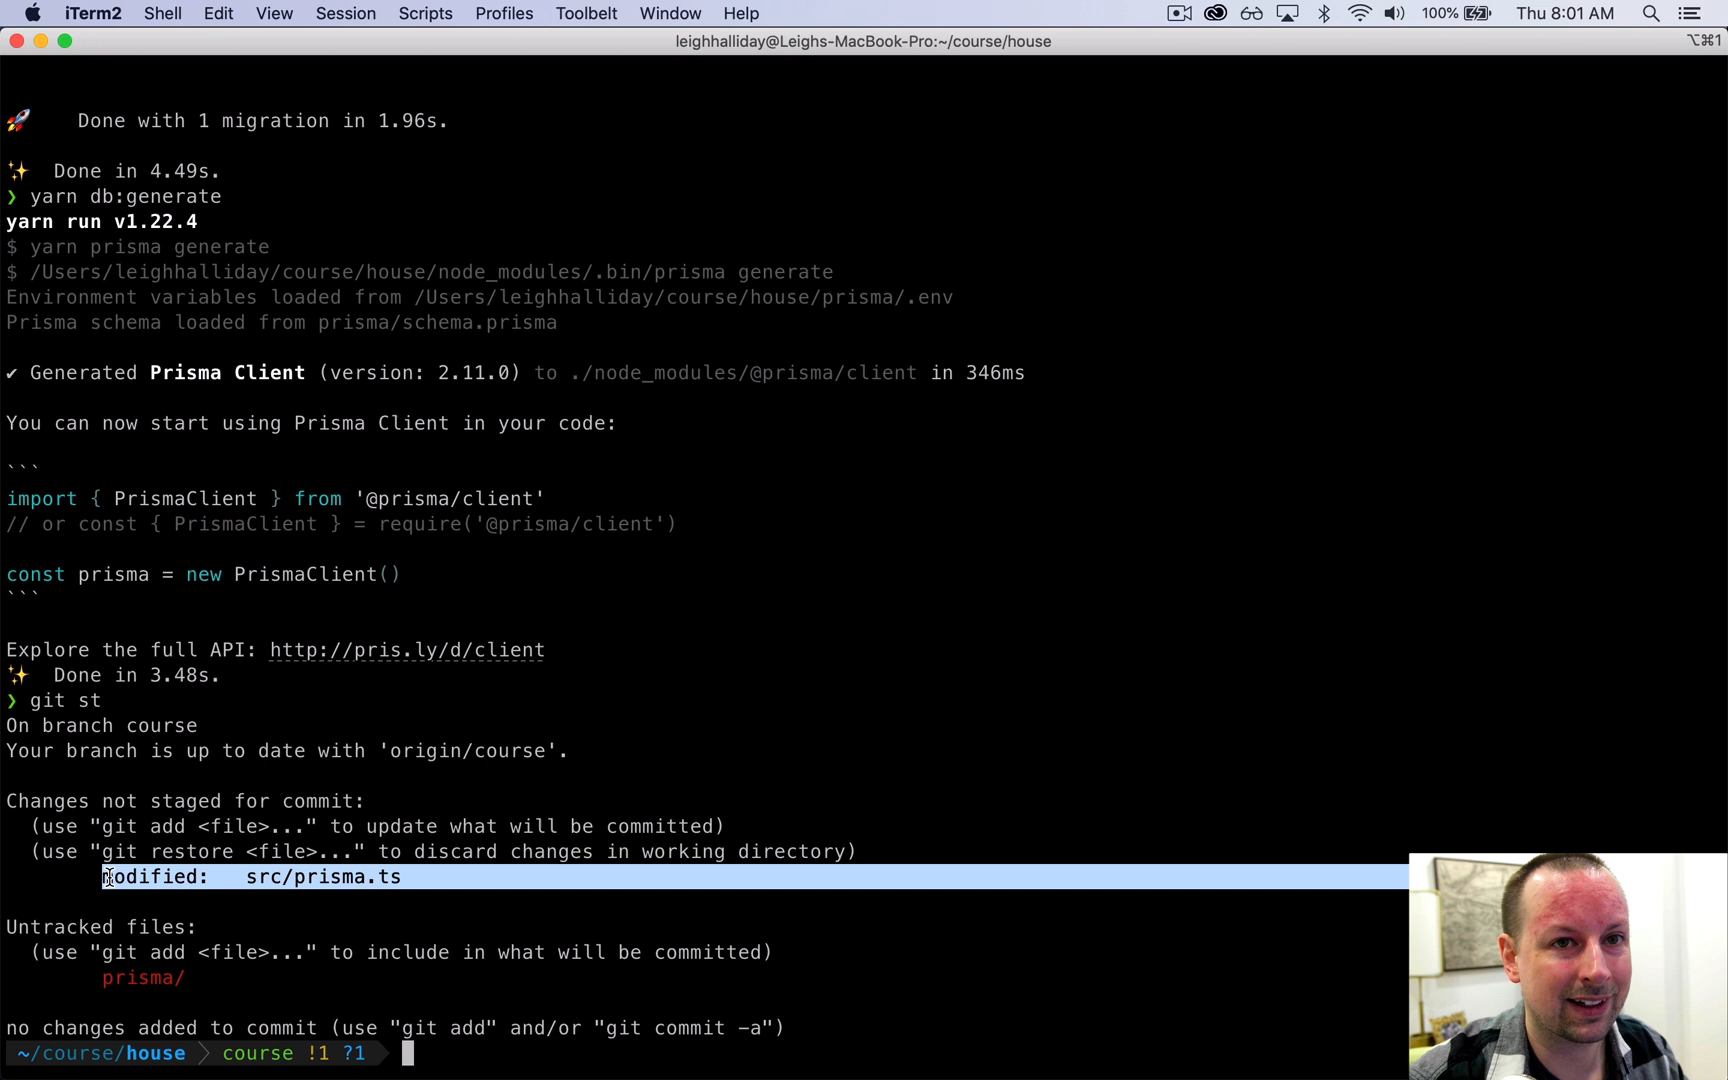 iTerm2 Shell Edit View Session Scripts Profiles Toolbelt Window Help 100% Thu 8:01 AM
leighhalliday@Leighs-MacBook-Pro:~/course/house ⌥⌘1
🚀 Done with 1 migration in 1.96s.
✨ Done in 4.49s.
❯ yarn db:generate
yarn run v1.22.4
$ yarn prisma generate
$ /Users/leighhalliday/course/house/node_modules/.bin/prisma generate
Environment variables loaded from /Users/leighhalliday/course/house/prisma/.env
Prisma schema loaded from prisma/schema.prisma
✔ Generated Prisma Client (version: 2.11.0) to ./node_modules/@prisma/client in 346ms
You can now start using Prisma Client in your code:
```
import { PrismaClient } from '@prisma/client'
// or const { PrismaClient } = require('@prisma/client')
const prisma = new PrismaClient()
```
Explore the full API: http://pris.ly/d/client
✨ Done in 3.48s.
❯ git st
On branch course
Your branch is up to date with 'origin/course'.
Changes not staged for commit:
(use "git add <file>..." to update what will be committed)
(use "git restore <file>..." to discard changes in working directory)
modified: src/prisma.ts
Untracked files:
(use "git add <file>..." to include in what will be committed)
prisma/
no changes added to commit (use "git add" and/or "git commit -a")
~/course/house course !1 ?1